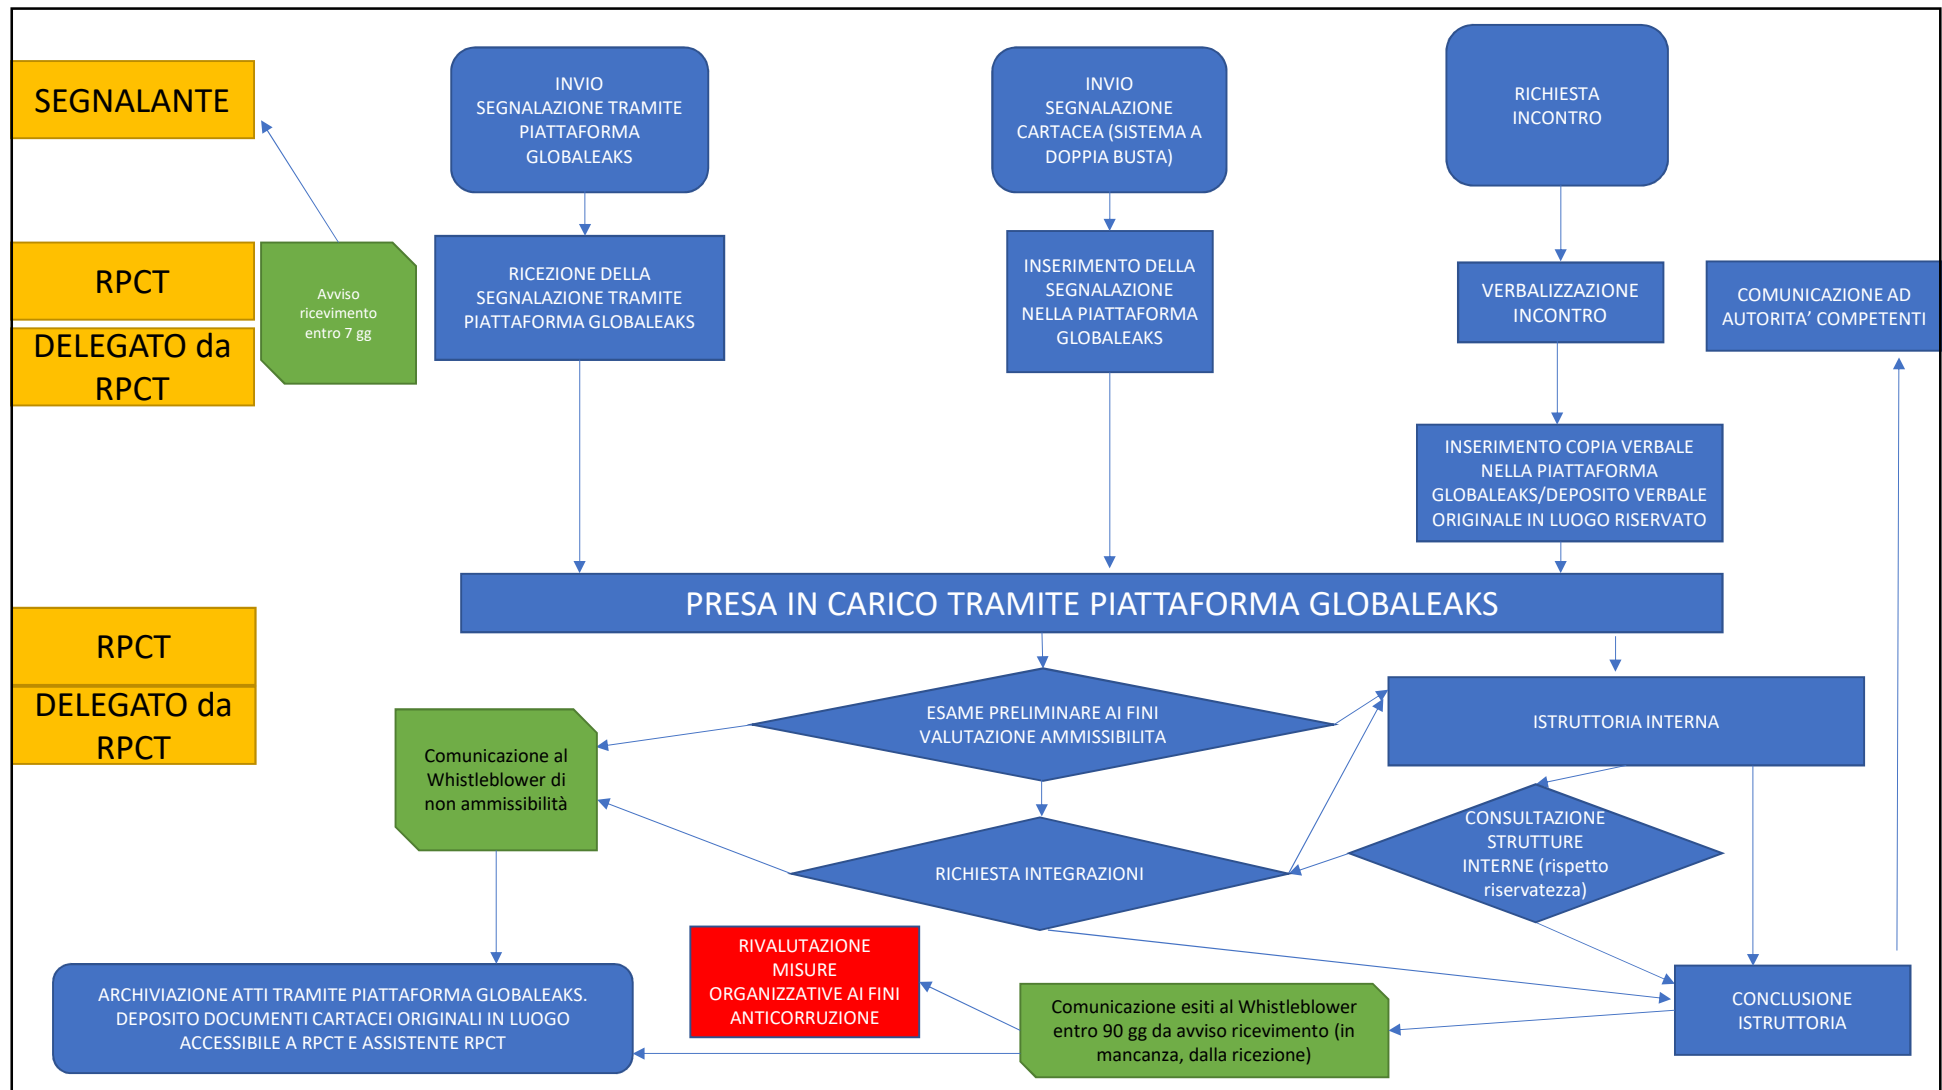 SEGNALANTE
INVIO
SEGNALAZIONE TRAMITE
PIATTAFORMA
GLOBALEAKS
INVIO
SEGNALAZIONE
CARTACEA (SISTEMA A
DOPPIA BUSTA)
RICHIESTA
INCONTRO
RPCT
DELEGATO da
RPCT
Avviso
ricevimento
entro 7 gg
RICEZIONE DELLA
SEGNALAZIONE TRAMITE
PIATTAFORMA GLOBALEAKS
INSERIMENTO DELLA
SEGNALAZIONE
NELLA PIATTAFORMA
GLOBALEAKS
VERBALIZZAZIONE
INCONTRO
COMUNICAZIONE AD
AUTORITA’ COMPETENTI
INSERIMENTO COPIA VERBALE
NELLA PIATTAFORMA
GLOBALEAKS/DEPOSITO VERBALE
ORIGINALE IN LUOGO RISERVATO
PRESA IN CARICO TRAMITE PIATTAFORMA GLOBALEAKS
RPCT
DELEGATO da
RPCT
ESAME PRELIMINARE AI FINI
VALUTAZIONE AMMISSIBILITA
ISTRUTTORIA INTERNA
Comunicazione al
Whistleblower di
non ammissibilità
RICHIESTA INTEGRAZIONI
CONSULTAZIONE
STRUTTURE
INTERNE (rispetto
riservatezza)
RIVALUTAZIONE
MISURE
ORGANIZZATIVE AI FINI
ANTICORRUZIONE
ARCHIVIAZIONE ATTI TRAMITE PIATTAFORMA GLOBALEAKS.
DEPOSITO DOCUMENTI CARTACEI ORIGINALI IN LUOGO
ACCESSIBILE A RPCT E ASSISTENTE RPCT
Comunicazione esiti al Whistleblower
entro 90 gg da avviso ricevimento (in
mancanza, dalla ricezione)
CONCLUSIONE
ISTRUTTORIA